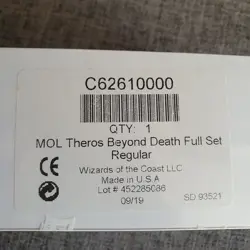 C62610000
QTY: 1
MOL Theros Beyond Death Full Set
Regular
CE
Wizards of the Coast LLC
Made in U.S.A
Lot # 452285086
09/19
SD 93521